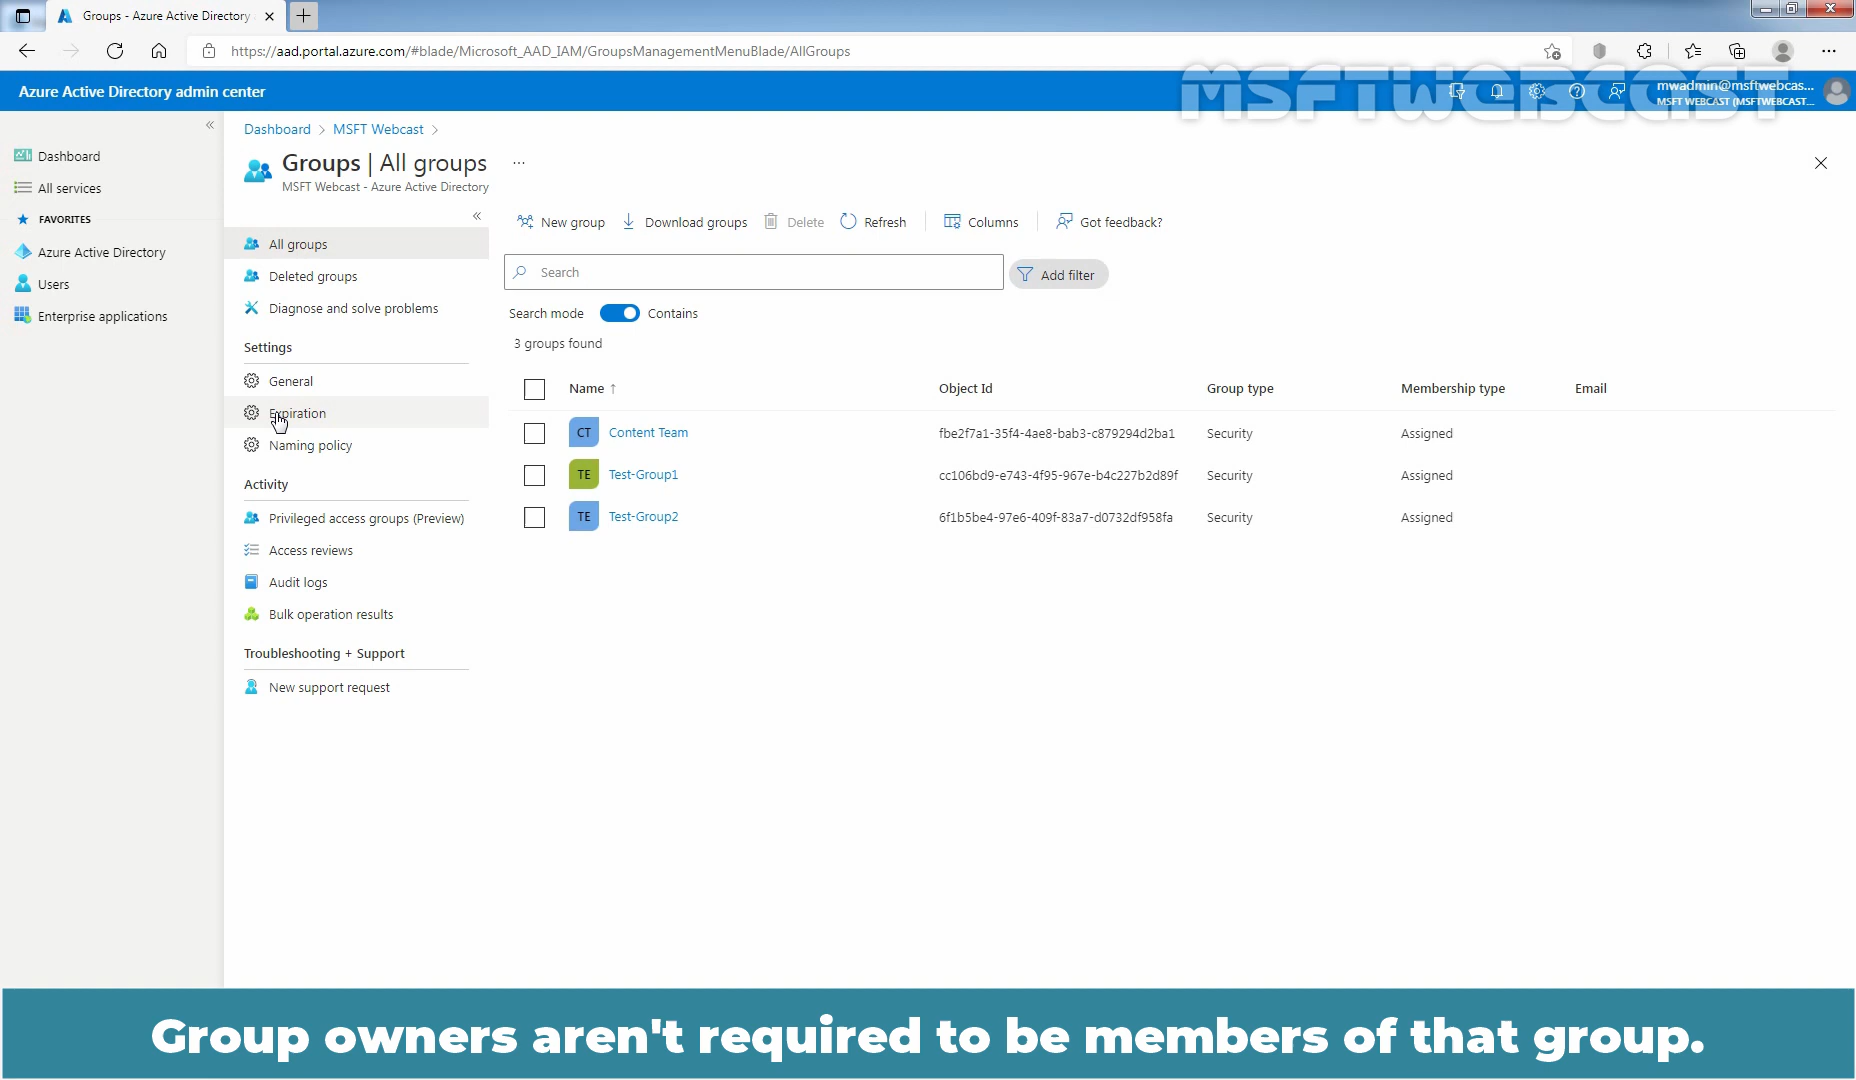 Groups - Azure Active Directory
https://aad.portal.azure.com/#blade/Microsoft_AAD_IAM/GroupsManagementMenuBlade/AllGroups
MSFTWEBCAST
Azure Active Directory admin center
mwadmin@msftwebcas...
MSFT WEBCAST (MSFTWEBCAST....
Dashboard
All services
FAVORITES
Azure Active Directory
Users
Enterprise applications
Dashboard > MSFT Webcast >
Groups | All groups ...
MSFT Webcast - Azure Active Directory
All groups
Deleted groups
Diagnose and solve problems
Settings
General
Expiration
Naming policy
Activity
Privileged access groups (Preview)
Access reviews
Audit logs
Bulk operation results
Troubleshooting + Support
New support request
New group Download groups Delete Refresh Columns Got feedback?
Search Add filter
Search mode Contains
3 groups found
Name ↑ Object Id Group type Membership type Email
CT Content Team fbe2f7a1-35f4-4ae8-bab3-c879294d2ba1 Security Assigned
TE Test-Group1 cc106bd9-e743-4f95-967e-b4c227b2d89f Security Assigned
TE Test-Group2 6f1b5be4-97e6-409f-83a7-d0732df958fa Security Assigned
Group owners aren't required to be members of that group.